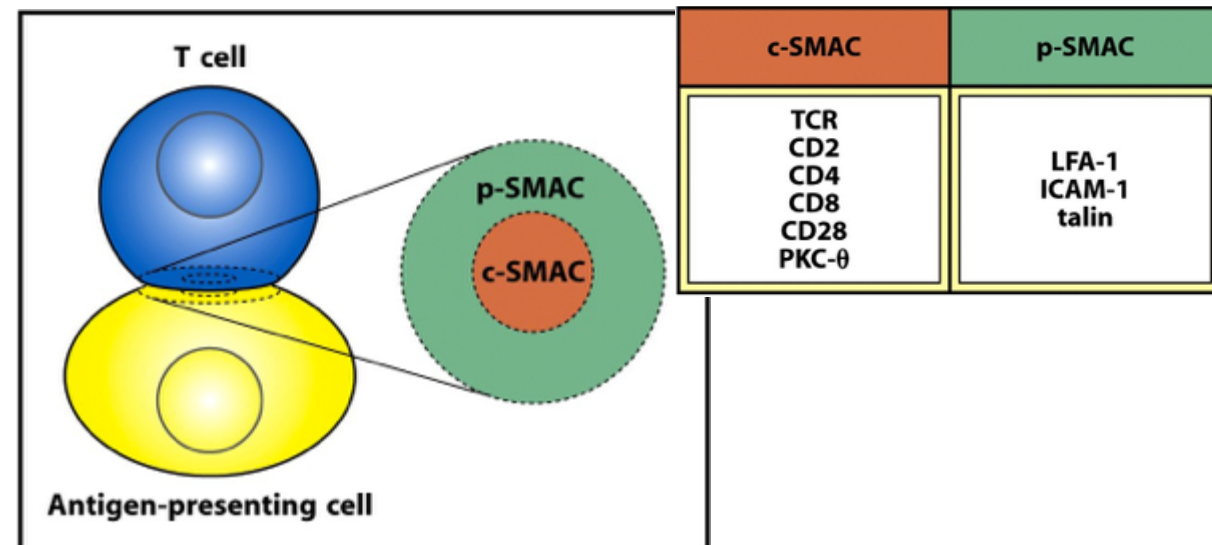 T cell
p-SMAC
c-SMAC
Antigen-presenting cell
c-SMAC
p-SMAC
TCR
CD2
CD4
CD8
CD28
PKC-θ
LFA-1
ICAM-1
talin